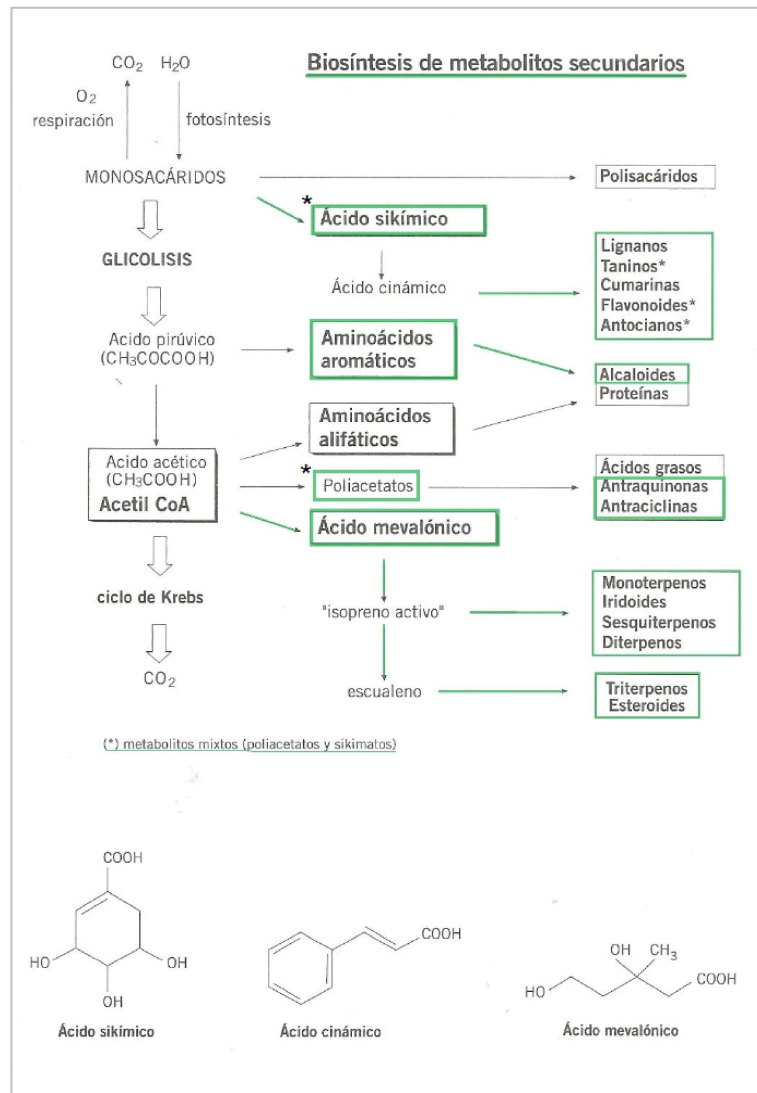 Biosíntesis de metabolitos secundarios
CO₂ H₂O
O₂
respiración
fotosíntesis
MONOSACÁRIDOS
Polisacáridos
*
Ácido sikímico
GLICOLISIS
Ácido cinámico
Lignanos
Taninos*
Cumarinas
Flavonoides*
Antocianos*
Acido pirúvico
(CH₃COCOOH)
Aminoácidos
aromáticos
Alcaloides
Proteínas
Aminoácidos
alifáticos
Acido acético
(CH₃COOH)
Acetil CoA
*
Poliacetatos
Ácidos grasos
Antraquinonas
Antraciclinas
Ácido mevalónico
ciclo de Krebs
"isopreno activo"
Monoterpenos
Iridoides
Sesquiterpenos
Diterpenos
CO₂
escualeno
Triterpenos
Esteroides
(*) metabolitos mixtos (poliacetatos y sikimatos)
COOH
HO
OH
OH
Ácido sikímico
COOH
Ácido cinámico
OH CH₃
HO
COOH
Ácido mevalónico